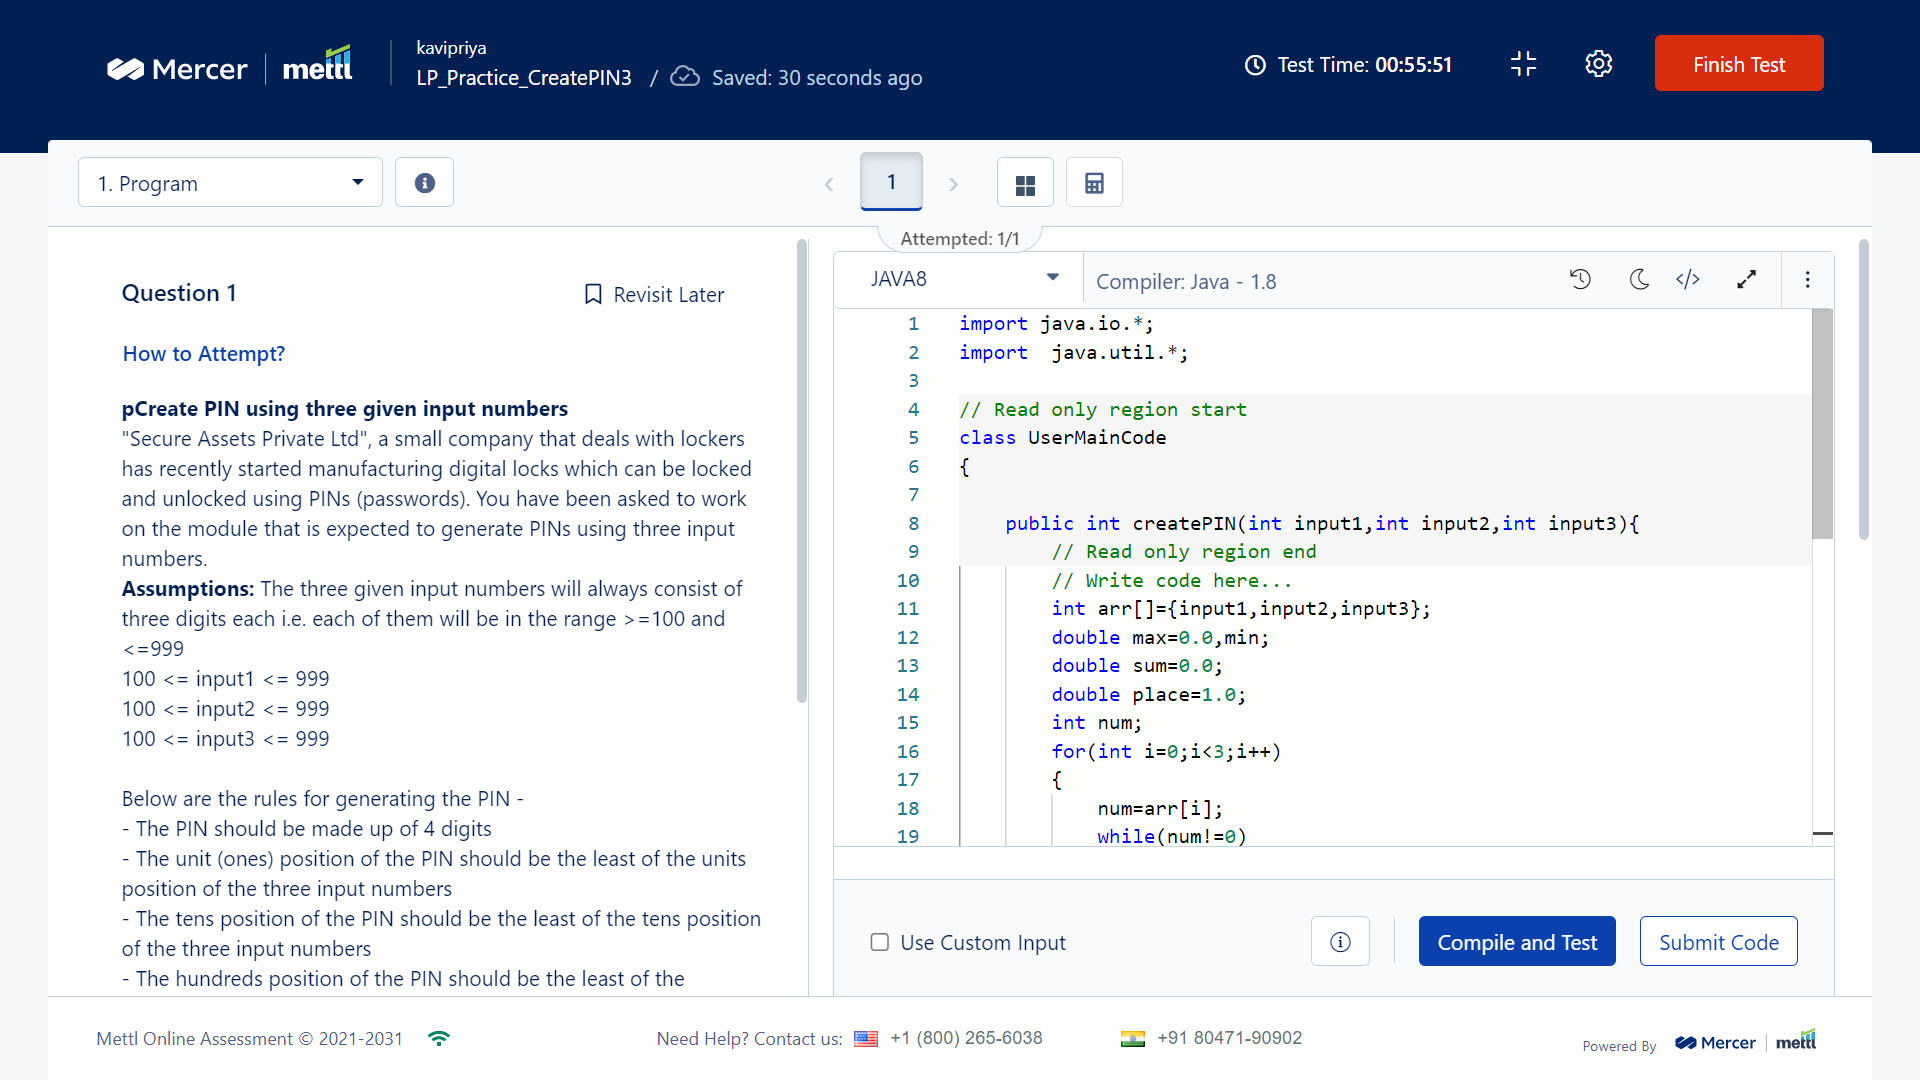 Mercer mettl
kavipriya
LP_Practice_CreatePIN3 / Saved: 30 seconds ago
Test Time: 00:55:51
Finish Test
1. Program
1
Attempted: 1/1
Question 1
Revisit Later
How to Attempt?
pCreate PIN using three given input numbers
"Secure Assets Private Ltd", a small company that deals with lockers
has recently started manufacturing digital locks which can be locked
and unlocked using PINs (passwords). You have been asked to work
on the module that is expected to generate PINs using three input
numbers.
Assumptions: The three given input numbers will always consist of
three digits each i.e. each of them will be in the range >=100 and
<=999
100 <= input1 <= 999
100 <= input2 <= 999
100 <= input3 <= 999
Below are the rules for generating the PIN -
- The PIN should be made up of 4 digits
- The unit (ones) position of the PIN should be the least of the units
position of the three input numbers
- The tens position of the PIN should be the least of the tens position
of the three input numbers
- The hundreds position of the PIN should be the least of the
JAVA8
Compiler: Java - 1.8
1 import java.io.*;
2 import  java.util.*;
3
4 // Read only region start
5 class UserMainCode
6 {
7
8     public int createPIN(int input1,int input2,int input3){
9         // Read only region end
10         // Write code here...
11         int arr[]={input1,input2,input3};
12         double max=0.0,min;
13         double sum=0.0;
14         double place=1.0;
15         int num;
16         for(int i=0;i<3;i++)
17         {
18             num=arr[i];
19             while(num!=0)
Use Custom Input
Compile and Test
Submit Code
Mettl Online Assessment © 2021-2031
Need Help? Contact us: +1 (800) 265-6038
+91 80471-90902
Powered By Mercer mettl